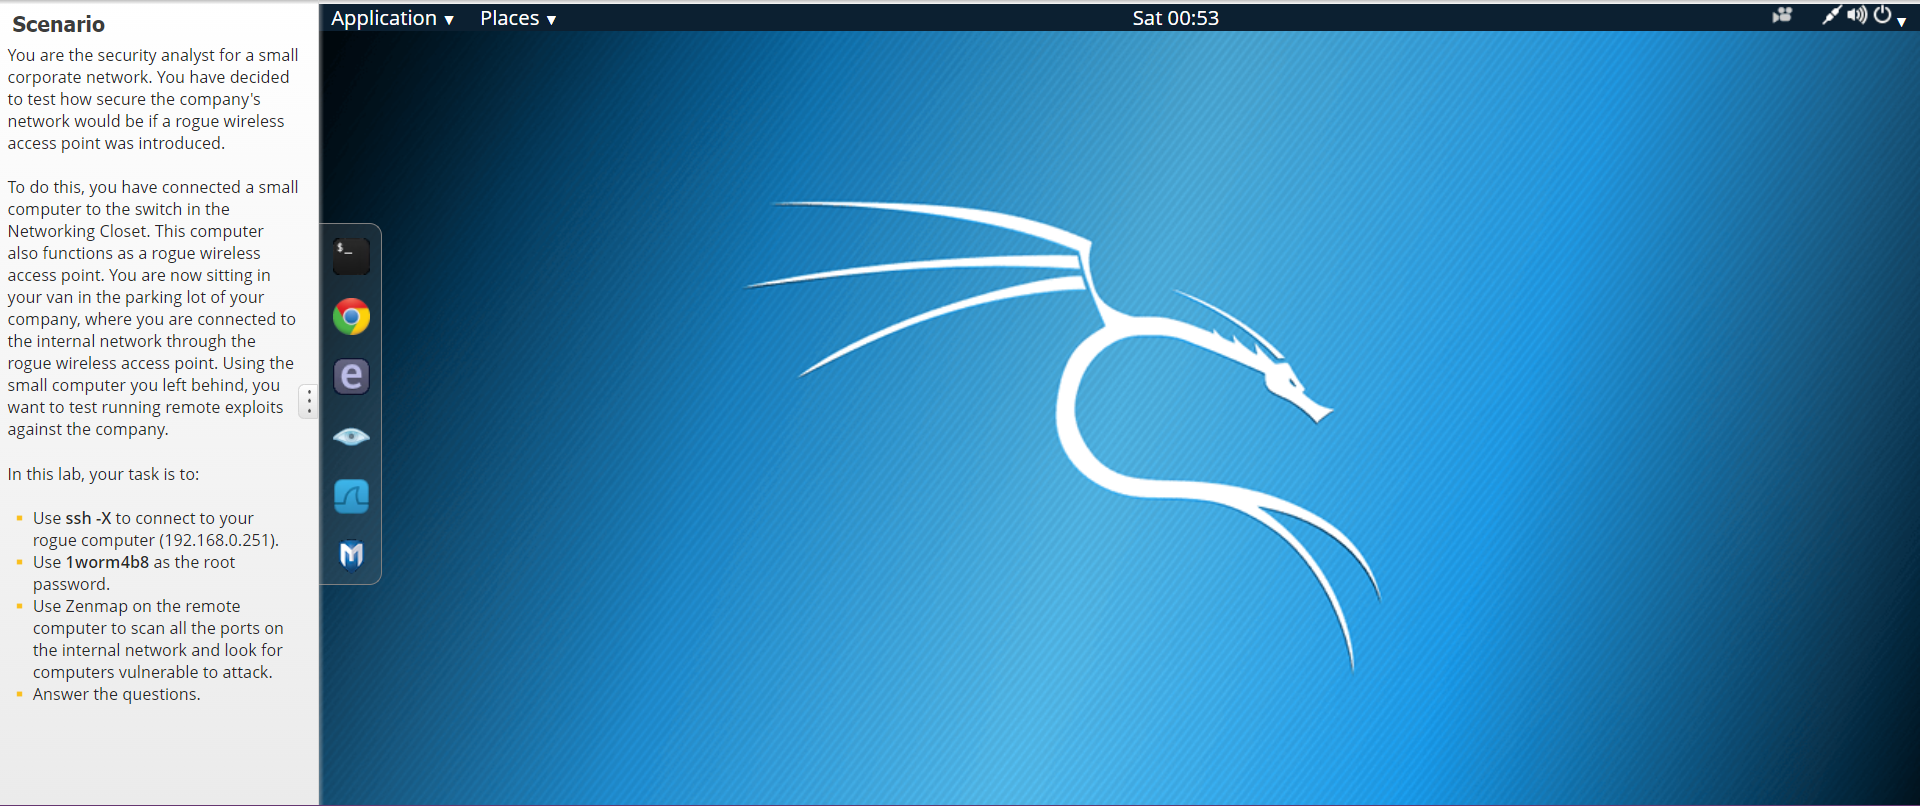 Scenario
You are the security analyst for a small
corporate network. You have decided
to test how secure the company's
network would be if a rogue wireless
access point was introduced.
To do this, you have connected a small
computer to the switch in the
Networking Closet. This computer
also functions as a rogue wireless
access point. You are now sitting in
your van in the parking lot of your
company, where you are connected to
the internal network through the
rogue wireless access point. Using the
small computer you left behind, you
want to test running remote exploits
against the company.
In this lab, your task is to:
Use ssh -X to connect to your
rogue computer (192.168.0.251).
Use 1worm4b8 as the root
password.
Use Zenmap on the remote
computer to scan all the ports on
the internal network and look for
computers vulnerable to attack.
Answer the questions.
Application ▾ Places ▾ Sat 00:53
$_
e
M